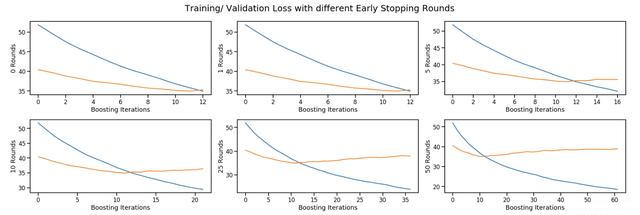 Training/ Validation Loss with different Early Stopping Rounds
0 Rounds
50
45
40
35
0 2 4 6 8 10 12
Boosting Iterations
1 Rounds
50
45
40
35
0 2 4 6 8 10 12
Boosting Iterations
5 Rounds
50
45
40
35
0 2 4 6 8 10 12 14 16
Boosting Iterations
10 Rounds
50
45
40
35
30
0 5 10 15 20
Boosting Iterations
25 Rounds
50
40
30
0 5 10 15 20 25 30 35
Boosting Iterations
50 Rounds
50
40
30
20
0 10 20 30 40 50 60
Boosting Iterations